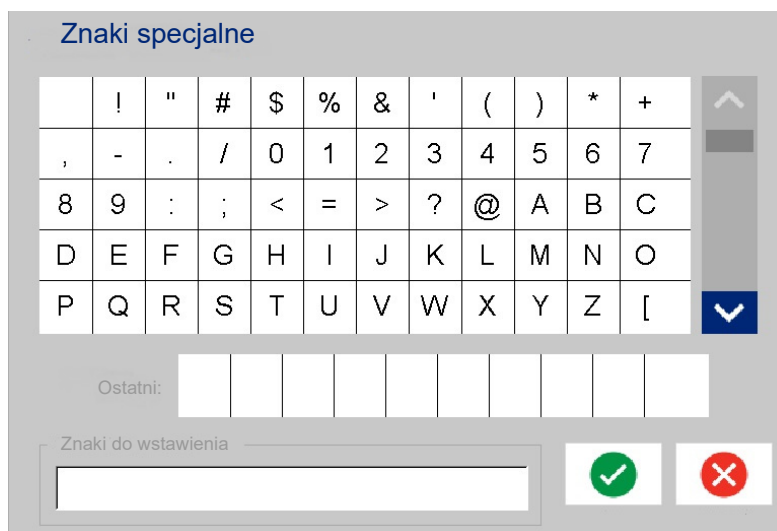 Znaki specjalne
! " # $ % & ' ( ) * +
, - . / 0 1 2 3 4 5 6 7
8 9 : ; < = > ? @ A B C
D E F G H I J K L M N O
P Q R S T U V W X Y Z [
Ostatni:
Znaki do wstawienia